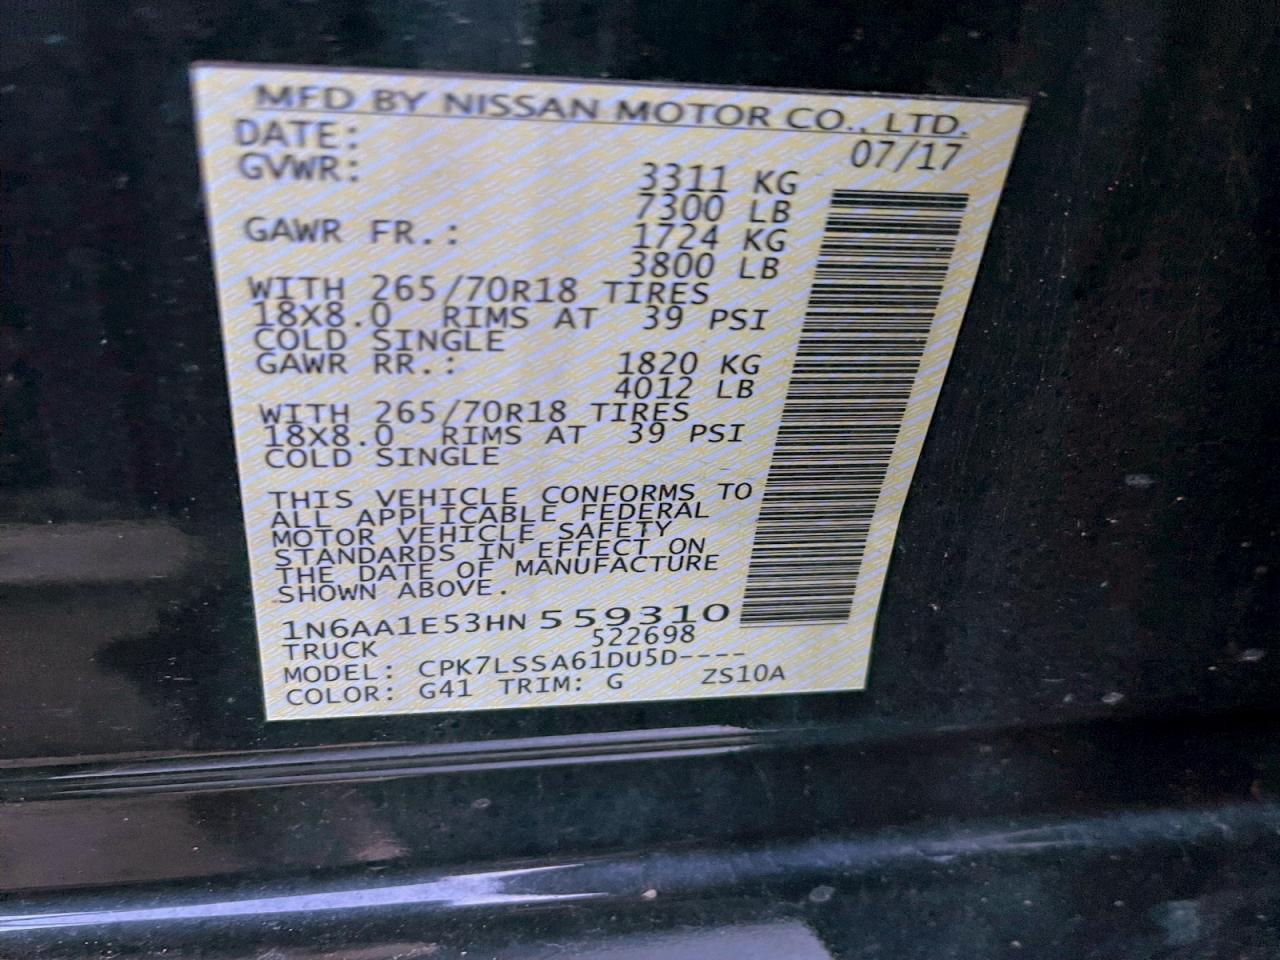 MFD BY NISSAN MOTOR CO., LTD.
DATE: 07/17
GVWR: 3311 KG
7300 LB
GAWR FR.: 1724 KG
3800 LB
WITH 265/70R18 TIRES
18X8.0 RIMS AT 39 PSI
COLD SINGLE
GAWR RR.: 1820 KG
4012 LB
WITH 265/70R18 TIRES
18X8.0 RIMS AT 39 PSI
COLD SINGLE
THIS VEHICLE CONFORMS TO
ALL APPLICABLE FEDERAL
MOTOR VEHICLE SAFETY
STANDARDS IN EFFECT ON
THE DATE OF MANUFACTURE
SHOWN ABOVE.
1N6AA1E53HN559310
TRUCK 522698
MODEL: CPK7LSSA61DU5D----
COLOR: G41 TRIM: G ZS10A